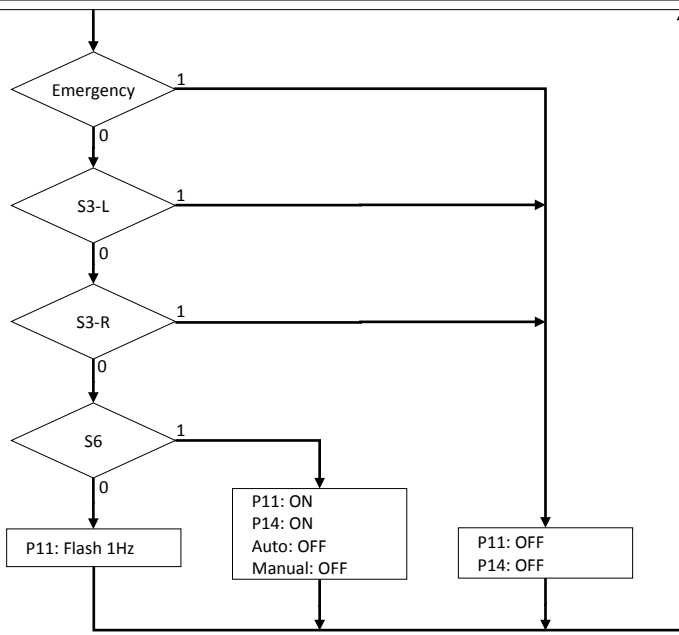 Emergency
1
0
S3-L
1
0
S3-R
1
0
S6
1
0
P11: Flash 1Hz
P11: ON
P14: ON
Auto: OFF
Manual: OFF
P11: OFF
P14: OFF